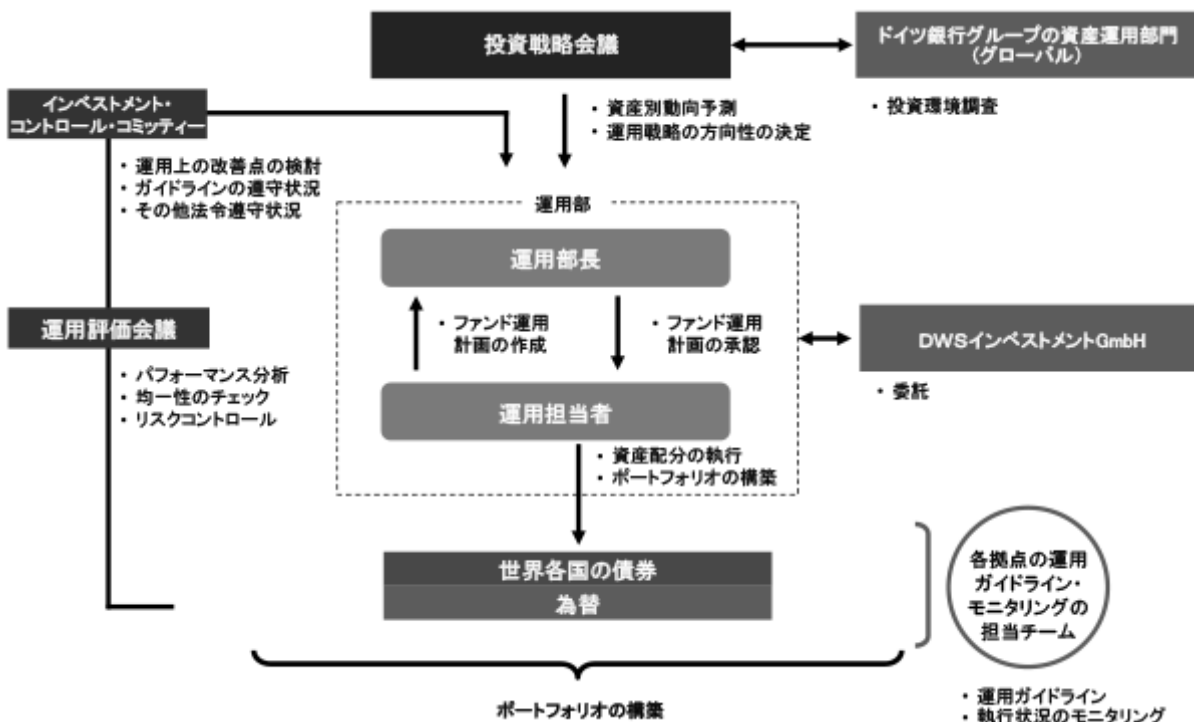 投資戦略会議
ドイツ銀行グループの資産運用部門
(グローバル)
・投資環境調査
・資産別動向予測
・運用戦略の方向性の決定
インベストメント・
コントロール・コミッティー
・運用上の改善点の検討
・ガイドラインの遵守状況
・その他法令遵守状況
運用部
運用部長
・ファンド運用
計画の作成
・ファンド運用
計画の承認
運用評価会議
・パフォーマンス分析
・均一性のチェック
・リスクコントロール
DWSインベストメントGmbH
・委託
運用担当者
・資産配分の執行
・ポートフォリオの構築
世界各国の債券
為替
各拠点の運用
ガイドライン・
モニタリングの
担当チーム
・運用ガイドライン
・執行状況のモニタリング
ポートフォリオの構築